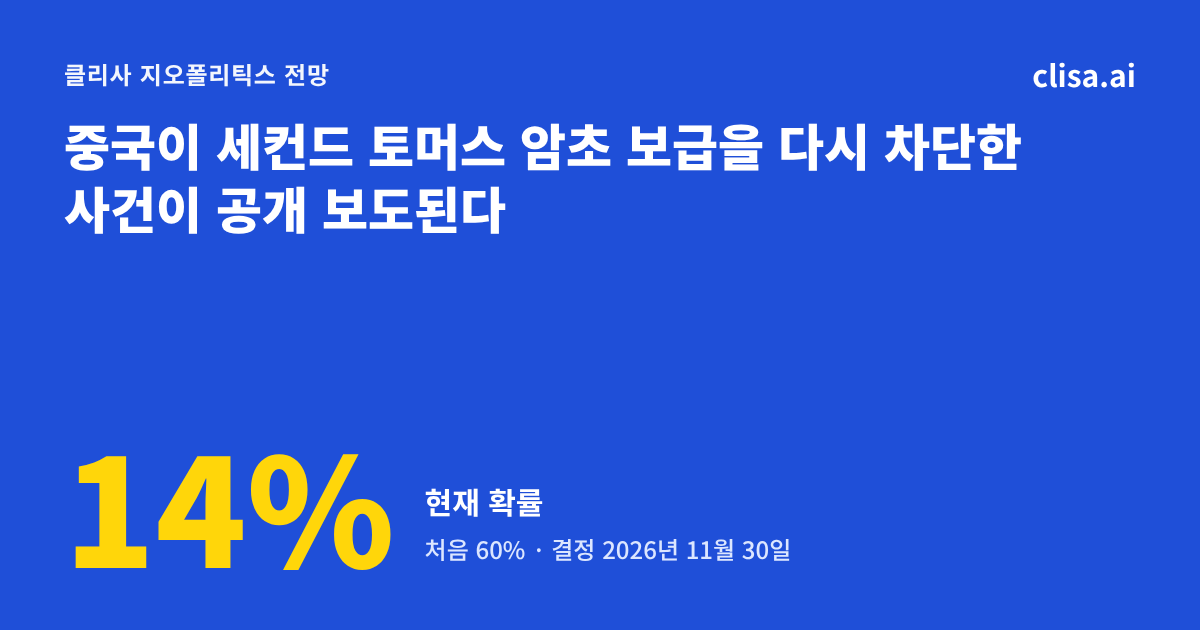 클리사 지오폴리틱스 전망
clisa.ai
중국이 세컨드 토머스 암초 보급을 다시 차단한
사건이 공개 보도된다
14%
현재 확률
처음 60% · 결정 2026년 11월 30일